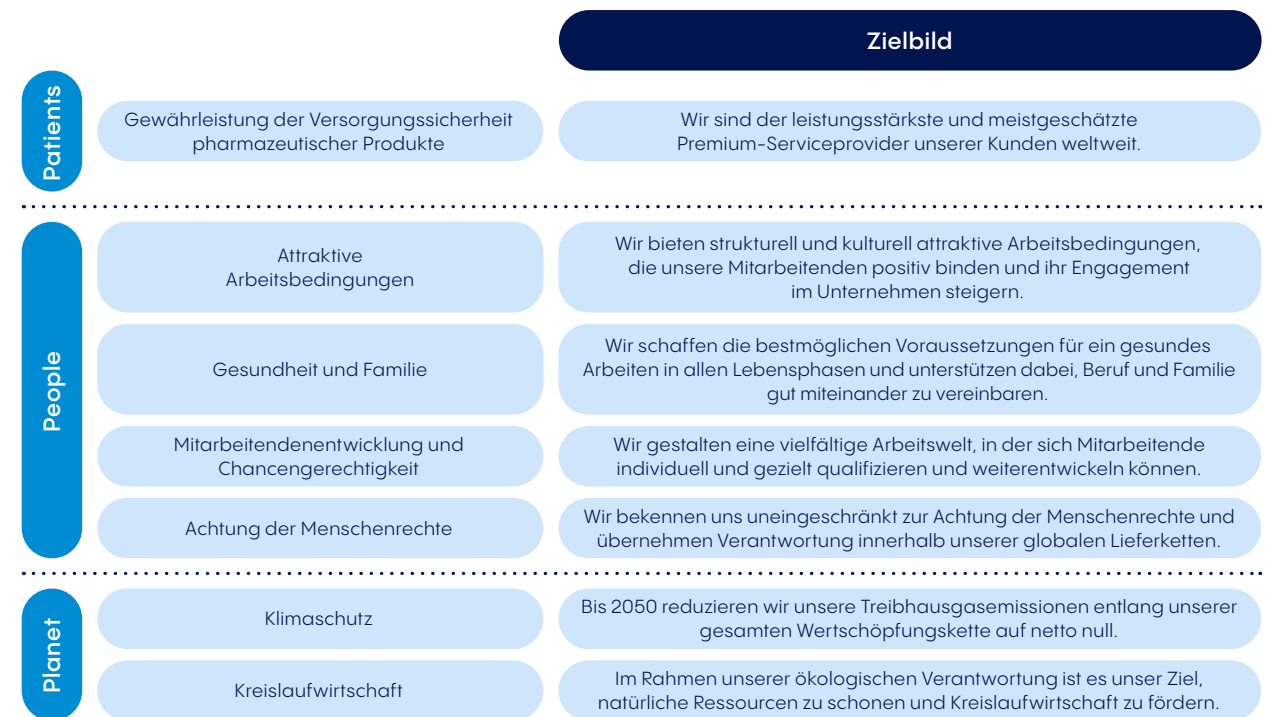 Zielbild
Patients
Gewährleistung der Versorgungssicherheit
pharmazeutischer Produkte
Wir sind der leistungsstärkste und meistgeschätzte
Premium-Serviceprovider unserer Kunden weltweit.
People
Attraktive
Arbeitsbedingungen
Wir bieten strukturell und kulturell attraktive Arbeitsbedingungen,
die unsere Mitarbeitenden positiv binden und ihr Engagement
im Unternehmen steigern.
Gesundheit und Familie
Wir schaffen die bestmöglichen Voraussetzungen für ein gesundes
Arbeiten in allen Lebensphasen und unterstützen dabei, Beruf und Familie
gut miteinander zu vereinbaren.
Mitarbeitendenentwicklung und
Chancengerechtigkeit
Wir gestalten eine vielfältige Arbeitswelt, in der sich Mitarbeitende
individuell und gezielt qualifizieren und weiterentwickeln können.
Achtung der Menschenrechte
Wir bekennen uns uneingeschränkt zur Achtung der Menschenrechte und
übernehmen Verantwortung innerhalb unserer globalen Lieferketten.
Planet
Klimaschutz
Bis 2050 reduzieren wir unsere Treibhausgasemissionen entlang unserer
gesamten Wertschöpfungskette auf netto null.
Kreislaufwirtschaft
Im Rahmen unserer ökologischen Verantwortung ist es unser Ziel,
natürliche Ressourcen zu schonen und Kreislaufwirtschaft zu fördern.